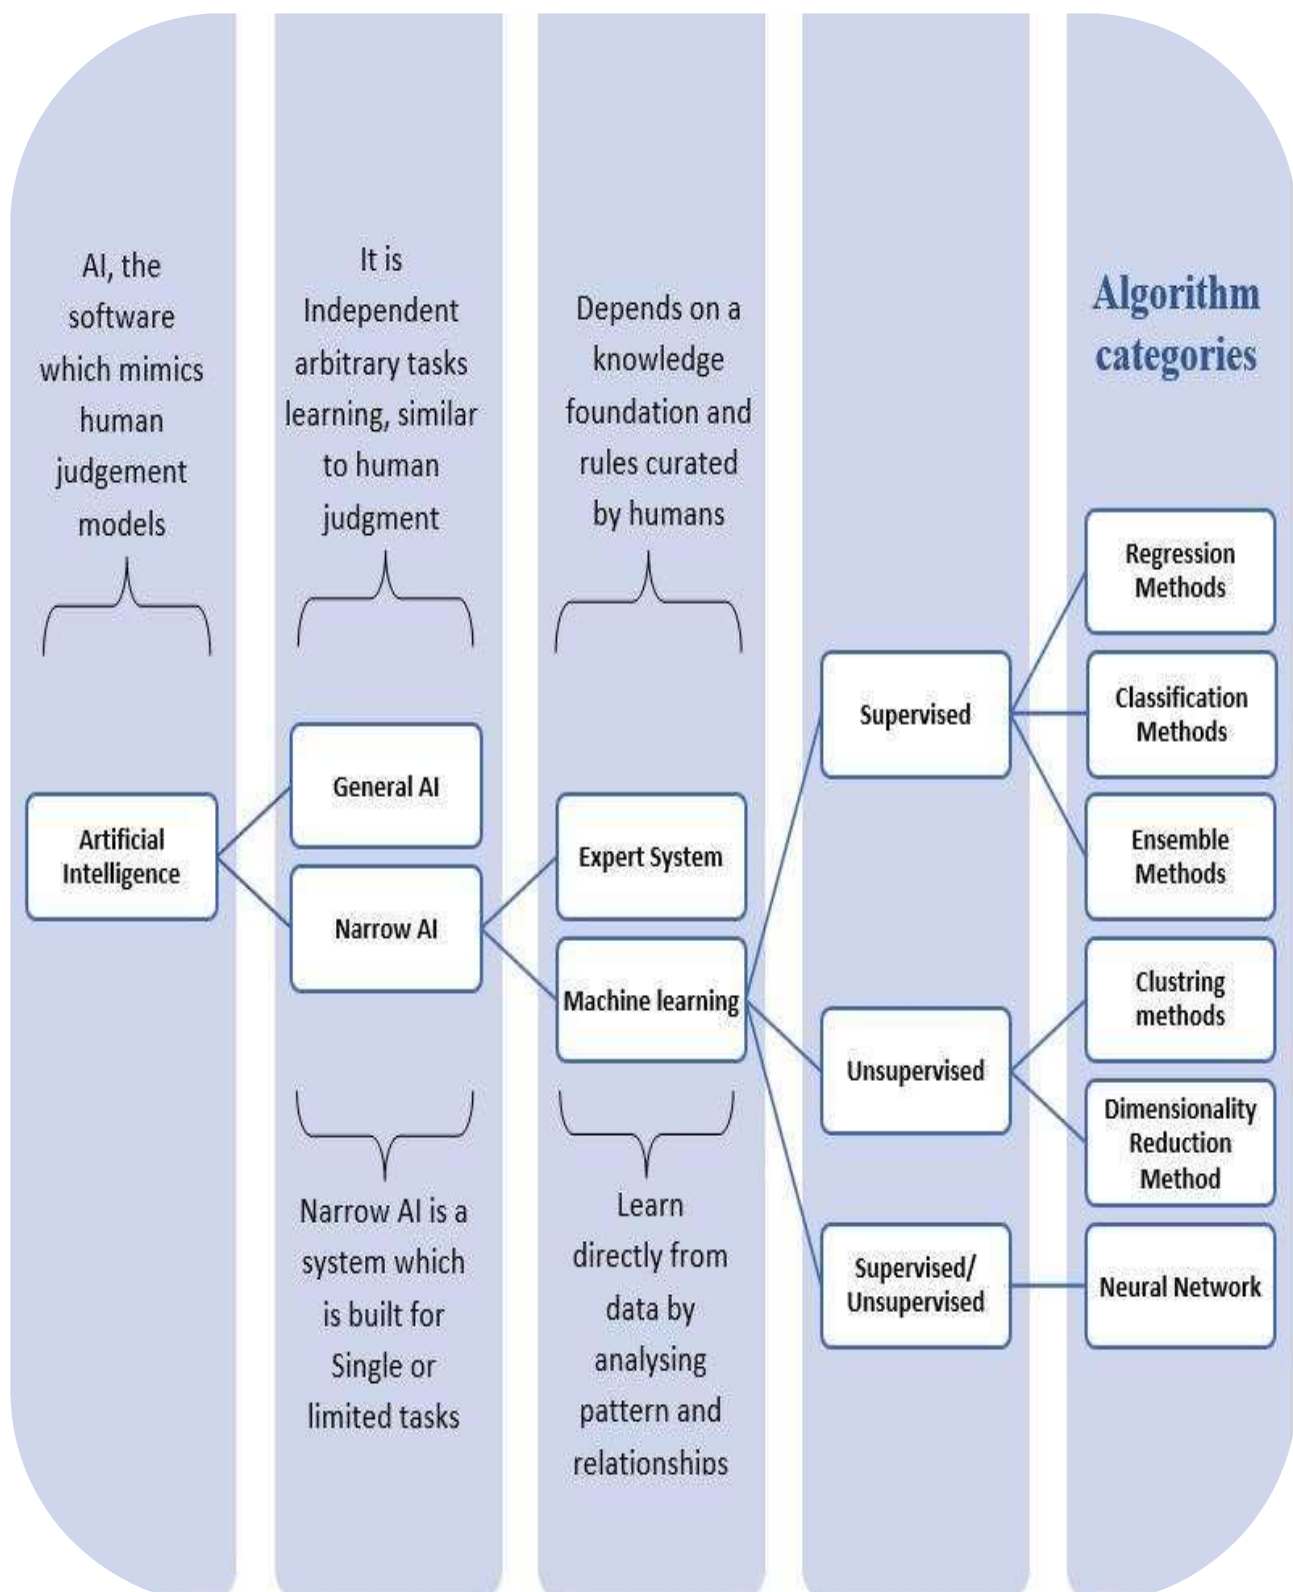 AI, the
software
which mimics
human
judgement
models
Artificial
Intelligence
It is
Independent
arbitrary tasks
learning, similar
to human
judgment
General AI
Narrow AI
Narrow AI is a
system which
is built for
Single or
limited tasks
Depends on a
knowledge
foundation and
rules curated
by humans
Expert System
Machine learning
Learn
directly from
data by
analysing
pattern and
relationships
Supervised
Unsupervised
Supervised/
Unsupervised
Algorithm
categories
Regression
Methods
Classification
Methods
Ensemble
Methods
Clustring
methods
Dimensionality
Reduction
Method
Neural Network